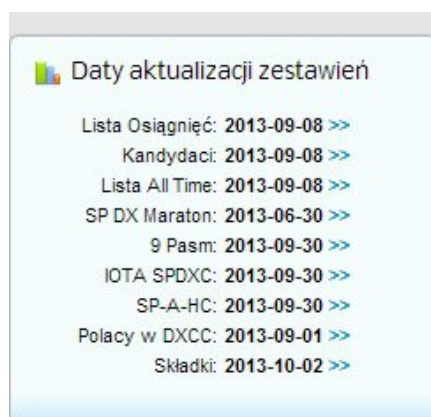 Daty aktualizacji zestawień
Lista Osiągnięć: 2013-09-08 >>
Kandydaci: 2013-09-08 >>
Lista All Time: 2013-09-08 >>
SP DX Maraton: 2013-06-30 >>
9 Pasm: 2013-09-30 >>
IOTA SPDXC: 2013-09-30 >>
SP-A-HC: 2013-09-30 >>
Polacy w DXCC: 2013-09-01 >>
Składki: 2013-10-02 >>